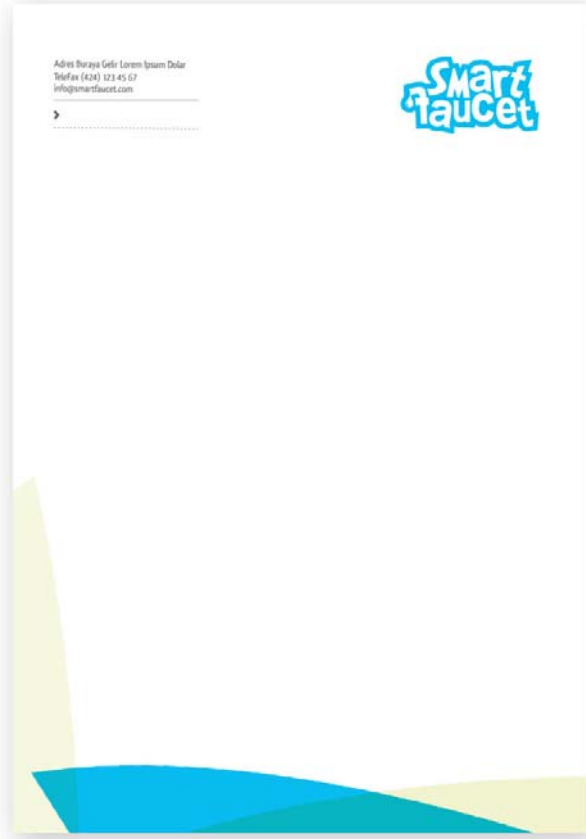 Adres Buraya Gelir Lorem Ipsum Dolar
TeleFax (424) 123 45 67
info@smartfaucet.com
Smart
faucet